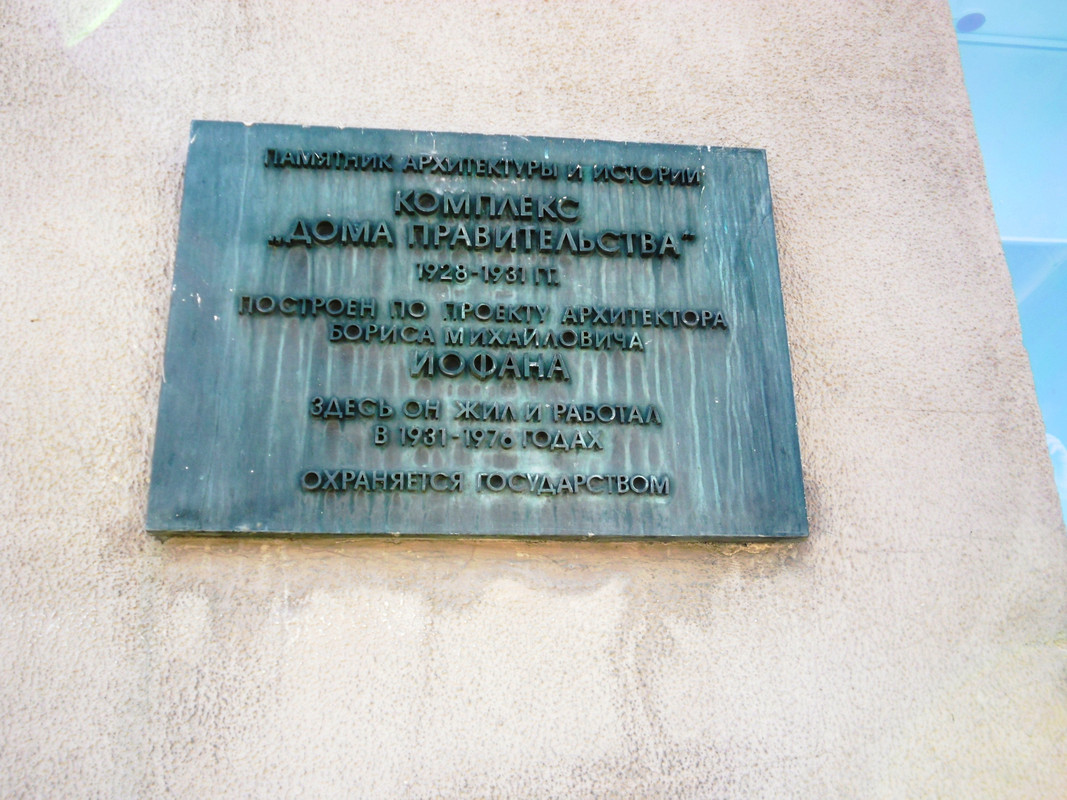 ПАМЯТНИК АРХИТЕКТУРЫ И ИСТОРИИ
КОМПЛЕКС
„ДОМА ПРАВИТЕЛЬСТВА“
1928-1931 ГГ.
ПОСТРОЕН ПО ПРОЕКТУ АРХИТЕКТОРА
БОРИСА МИХАЙЛОВИЧА
ИОФАНА
ЗДЕСЬ ОН ЖИЛ И РАБОТАЛ
В 1931-1976 ГОДАХ
ОХРАНЯЕТСЯ ГОСУДАРСТВОМ